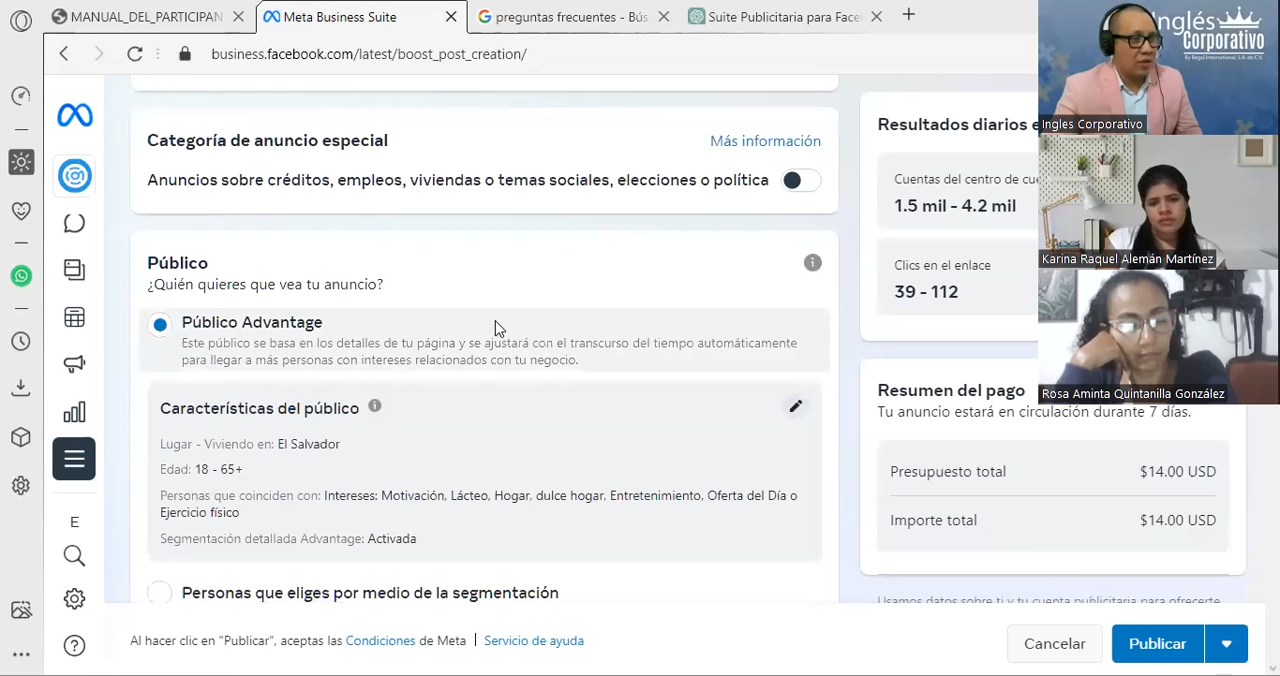 MANUAL_DEL_PARTICIPAN
Meta Business Suite
preguntas frecuentes - Bús
Suite Publicitaria para Face
business.facebook.com/latest/boost_post_creation/
Categoría de anuncio especial
Más información
Anuncios sobre créditos, empleos, viviendas o temas sociales, elecciones o política
Público
¿Quién quieres que vea tu anuncio?
Público Advantage
Este público se basa en los detalles de tu página y se ajustará con el transcurso del tiempo automáticamente
para llegar a más personas con intereses relacionados con tu negocio.
Características del público
Lugar - Viviendo en: El Salvador
Edad: 18 - 65+
Personas que coinciden con: Intereses: Motivación, Lácteo, Hogar, dulce hogar, Entretenimiento, Oferta del Día o
Ejercicio físico
Segmentación detallada Advantage: Activada
Personas que eliges por medio de la segmentación
Al hacer clic en "Publicar", aceptas las Condiciones de Meta | Servicio de ayuda
Cancelar
Publicar
E
Resultados diarios e
Cuentas del centro de cu
1.5 mil - 4.2 mil
Clics en el enlace
39 - 112
Resumen del pago
Tu anuncio estará en circulación durante 7 días.
Presupuesto total $14.00 USD
Importe total $14.00 USD
Usamos datos sobre ti y tu cuenta publicitaria para ofrecerte
Inglés
Corporativo
By Regal International, S.A. de C.V.
Ingles Corporativo
Karina Raquel Alemán Martínez
Rosa Aminta Quintanilla González